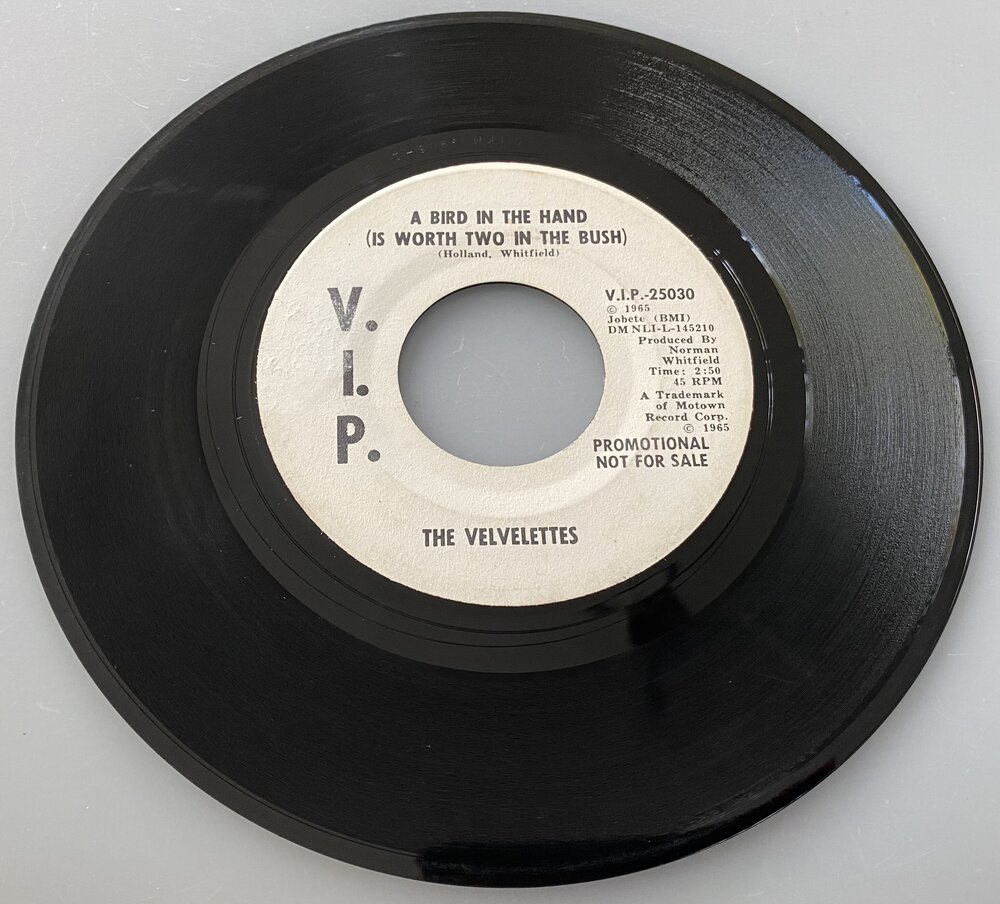 A BIRD IN THE HAND
(IS WORTH TWO IN THE BUSH)
(Holland, Whitfield)
V.
I.
P.
V.I.P.-25030
© 1965
Jobete (BMI)
DM NLI-L-145210
Produced By
Norman
Whitfield
Time: 2:50
45 RPM
A Trademark
of Motown
Record Corp.
© 1965
PROMOTIONAL
NOT FOR SALE
THE VELVELETTES